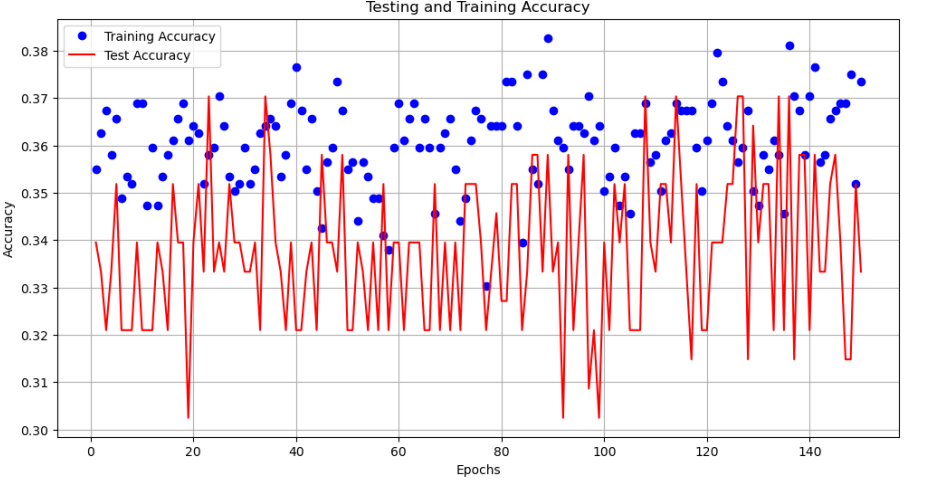 Testing and Training Accuracy
Training Accuracy
Test Accuracy
0.38
0.37
0.36
0.35
0.34
0.33
0.32
0.31
0.30
Accuracy
0 20 40 60 80 100 120 140
Epochs